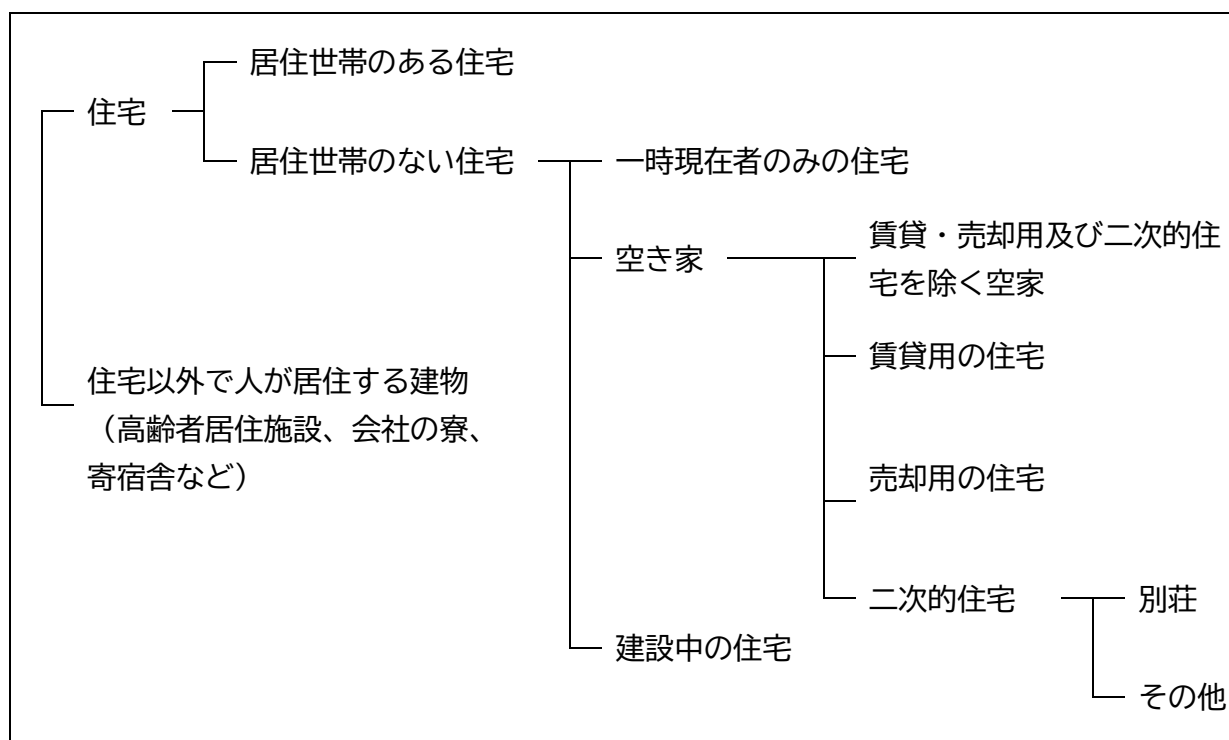 居住世帯のある住宅
住宅
居住世帯のない住宅
一時現在者のみの住宅
空き家
賃貸・売却用及び二次的住
宅を除く空家
賃貸用の住宅
住宅以外で人が居住する建物
（高齢者居住施設、会社の寮、
寄宿舎など）
売却用の住宅
二次的住宅
別荘
建設中の住宅
その他